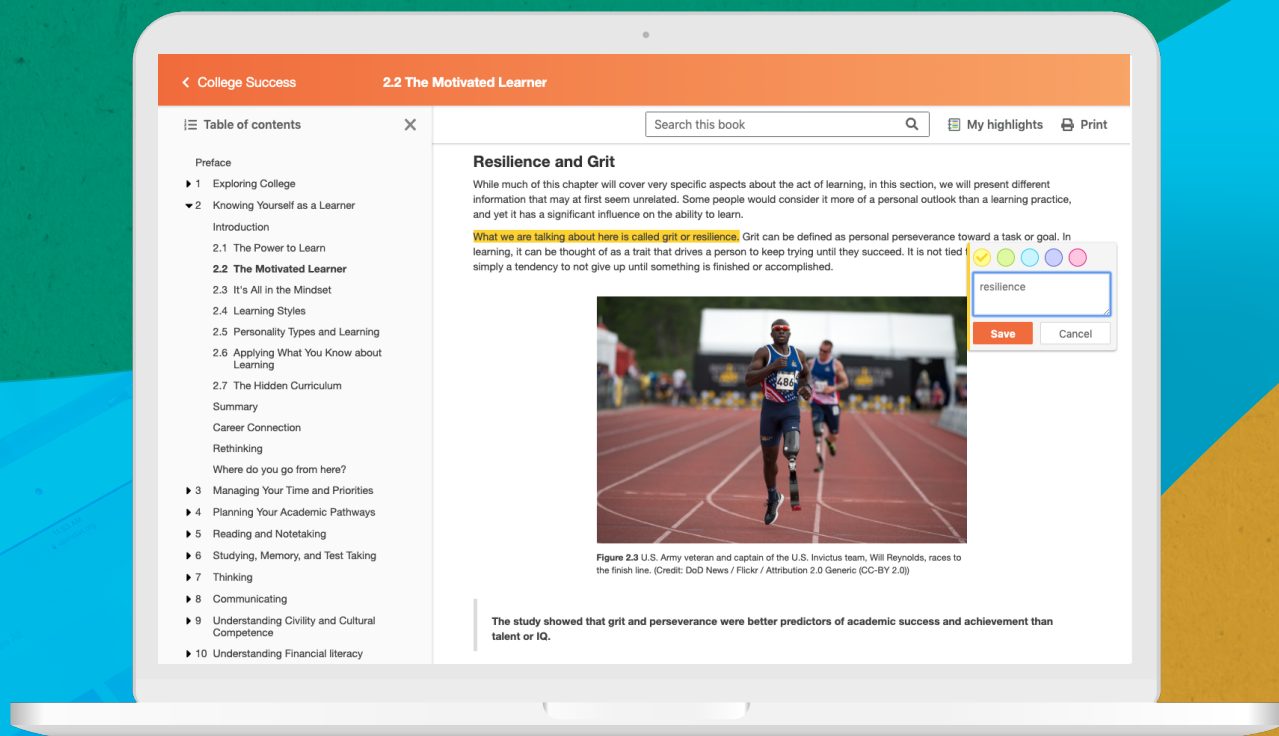 College Success
2.2 The Motivated Learner
Table of contents
Search this book
My highlights
Print
Preface
1 Exploring College
2 Knowing Yourself as a Learner
Introduction
2.1 The Power to Learn
2.2 The Motivated Learner
2.3 It's All in the Mindset
2.4 Learning Styles
2.5 Personality Types and Learning
2.6 Applying What You Know about
Learning
2.7 The Hidden Curriculum
Summary
Career Connection
Rethinking
Where do you go from here?
3 Managing Your Time and Priorities
4 Planning Your Academic Pathways
5 Reading and Notetaking
6 Studying, Memory, and Test Taking
7 Thinking
8 Communicating
9 Understanding Civility and Cultural
Competence
10 Understanding Financial literacy
Resilience and Grit
While much of this chapter will cover very specific aspects about the act of learning, in this section, we will present different
information that may at first seem unrelated. Some people would consider it more of a personal outlook than a learning practice,
and yet it has a significant influence on the ability to learn.
What we are talking about here is called grit or resilience. Grit can be defined as personal perseverance toward a task or goal. In
learning, it can be thought of as a trait that drives a person to keep trying until they succeed. It is not tied
simply a tendency to not give up until something is finished or accomplished.
resilience
Save
Cancel
486
Figure 2.3 U.S. Army veteran and captain of the U.S. Invictus team, Will Reynolds, races to
the finish line. (Credit: DoD News / Flickr / Attribution 2.0 Generic (CC-BY 2.0))
The study showed that grit and perseverance were better predictors of academic success and achievement than
talent or IQ.